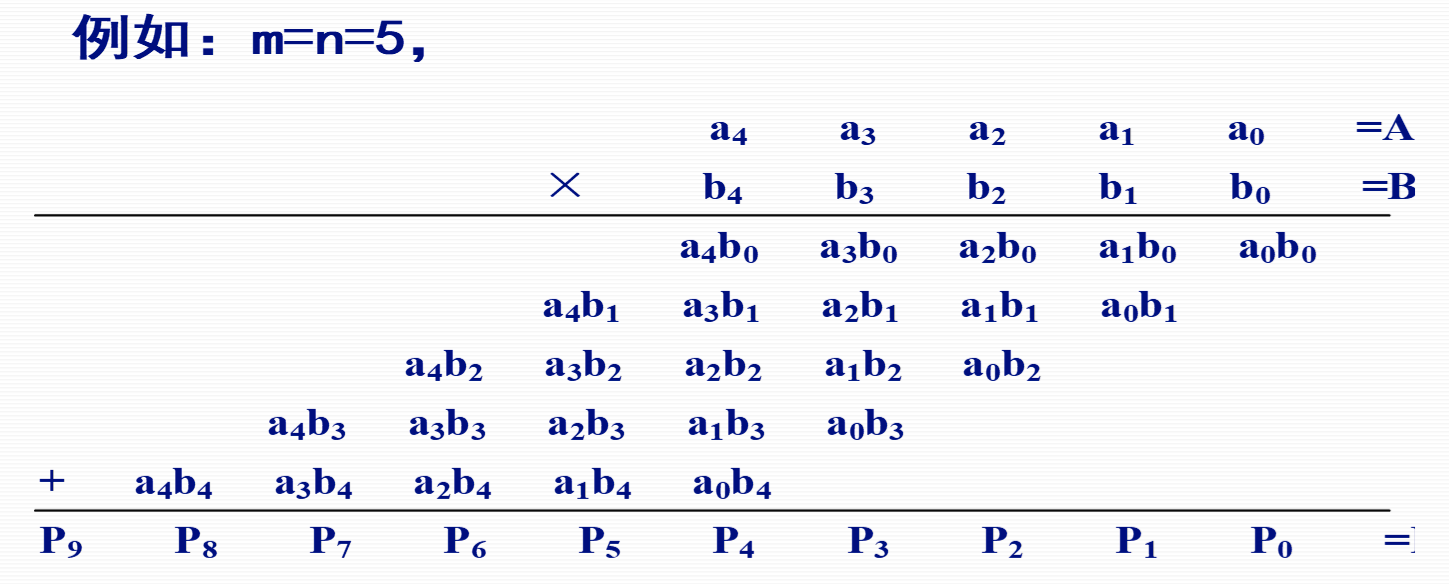 例如：m=n=5，
a₄ a₃ a₂ a₁ a₀ =A
× b₄ b₃ b₂ b₁ b₀ =B
a₄b₀ a₃b₀ a₂b₀ a₁b₀ a₀b₀
a₄b₁ a₃b₁ a₂b₁ a₁b₁ a₀b₁
a₄b₂ a₃b₂ a₂b₂ a₁b₂ a₀b₂
a₄b₃ a₃b₃ a₂b₃ a₁b₃ a₀b₃
+ a₄b₄ a₃b₄ a₂b₄ a₁b₄ a₀b₄
P₉ P₈ P₇ P₆ P₅ P₄ P₃ P₂ P₁ P₀ =